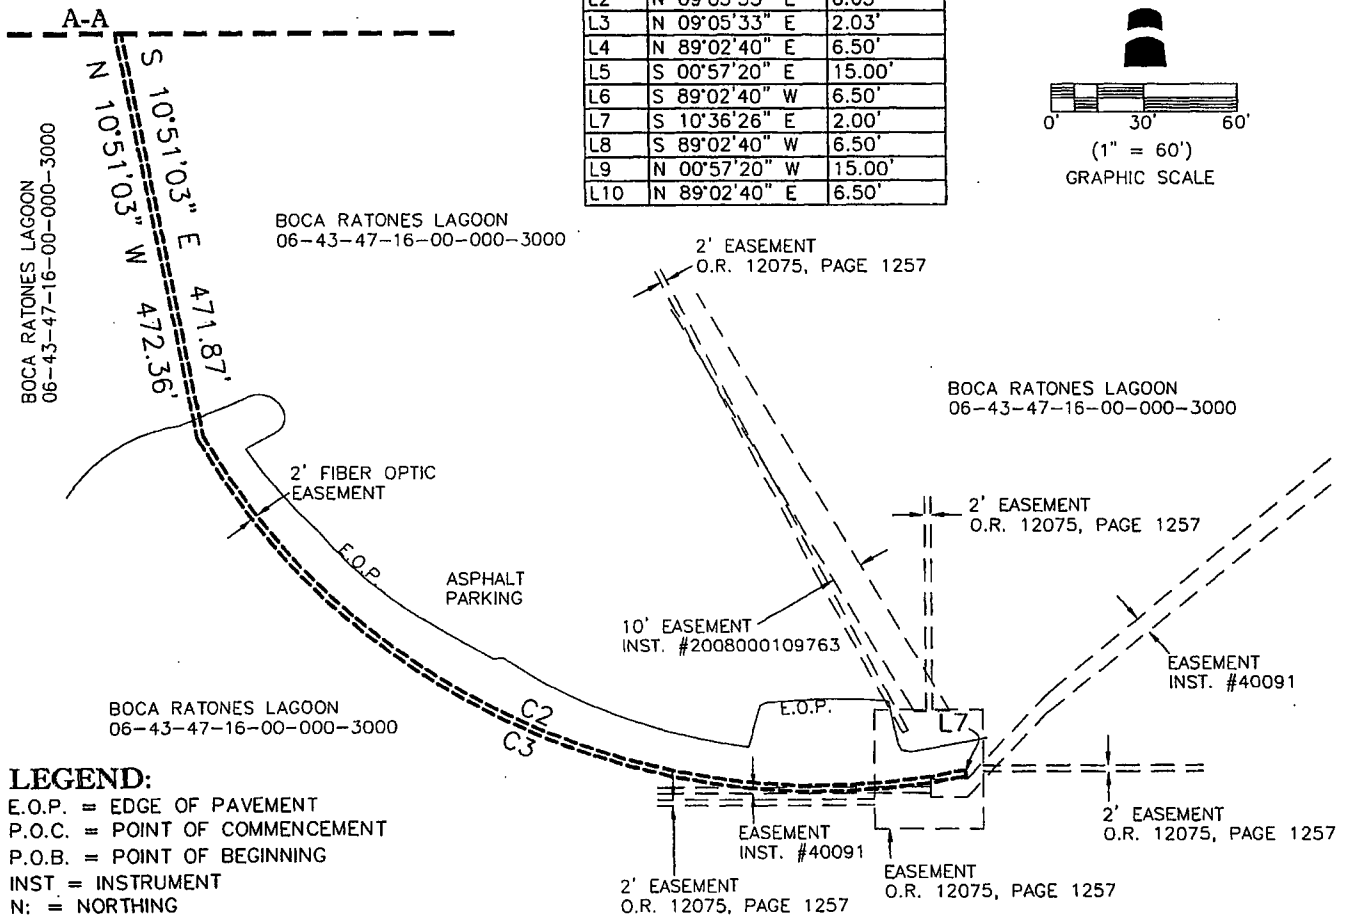 A-A
L3 N 09°05'33" E 2.03'
L4 N 89°02'40" E 6.50'
L5 S 00°57'20" E 15.00'
L6 S 89°02'40" W 6.50'
L7 S 10°36'26" E 2.00'
L8 S 89°02'40" W 6.50'
L9 N 00°57'20" W 15.00'
L10 N 89°02'40" E 6.50'
0' 30' 60'
(1" = 60')
GRAPHIC SCALE
S 10°51'03" E 471.87'
N 10°51'03" W 472.36'
BOCA RATONES LAGOON
06-43-47-16-00-000-3000
BOCA RATONES LAGOON
06-43-47-16-00-000-3000
2' EASEMENT
O.R. 12075, PAGE 1257
BOCA RATONES LAGOON
06-43-47-16-00-000-3000
2' FIBER OPTIC
EASEMENT
2' EASEMENT
O.R. 12075, PAGE 1257
E.O.P.
ASPHALT
PARKING
10' EASEMENT
INST. #2008000109763
EASEMENT
INST. #40091
BOCA RATONES LAGOON
06-43-47-16-00-000-3000
C2
C3
E.O.P.
L7
LEGEND:
E.O.P. = EDGE OF PAVEMENT
P.O.C. = POINT OF COMMENCEMENT
P.O.B. = POINT OF BEGINNING
INST = INSTRUMENT
N: = NORTHING
2' EASEMENT
O.R. 12075, PAGE 1257
EASEMENT
INST. #40091
EASEMENT
O.R. 12075, PAGE 1257
2' EASEMENT
O.R. 12075, PAGE 1257